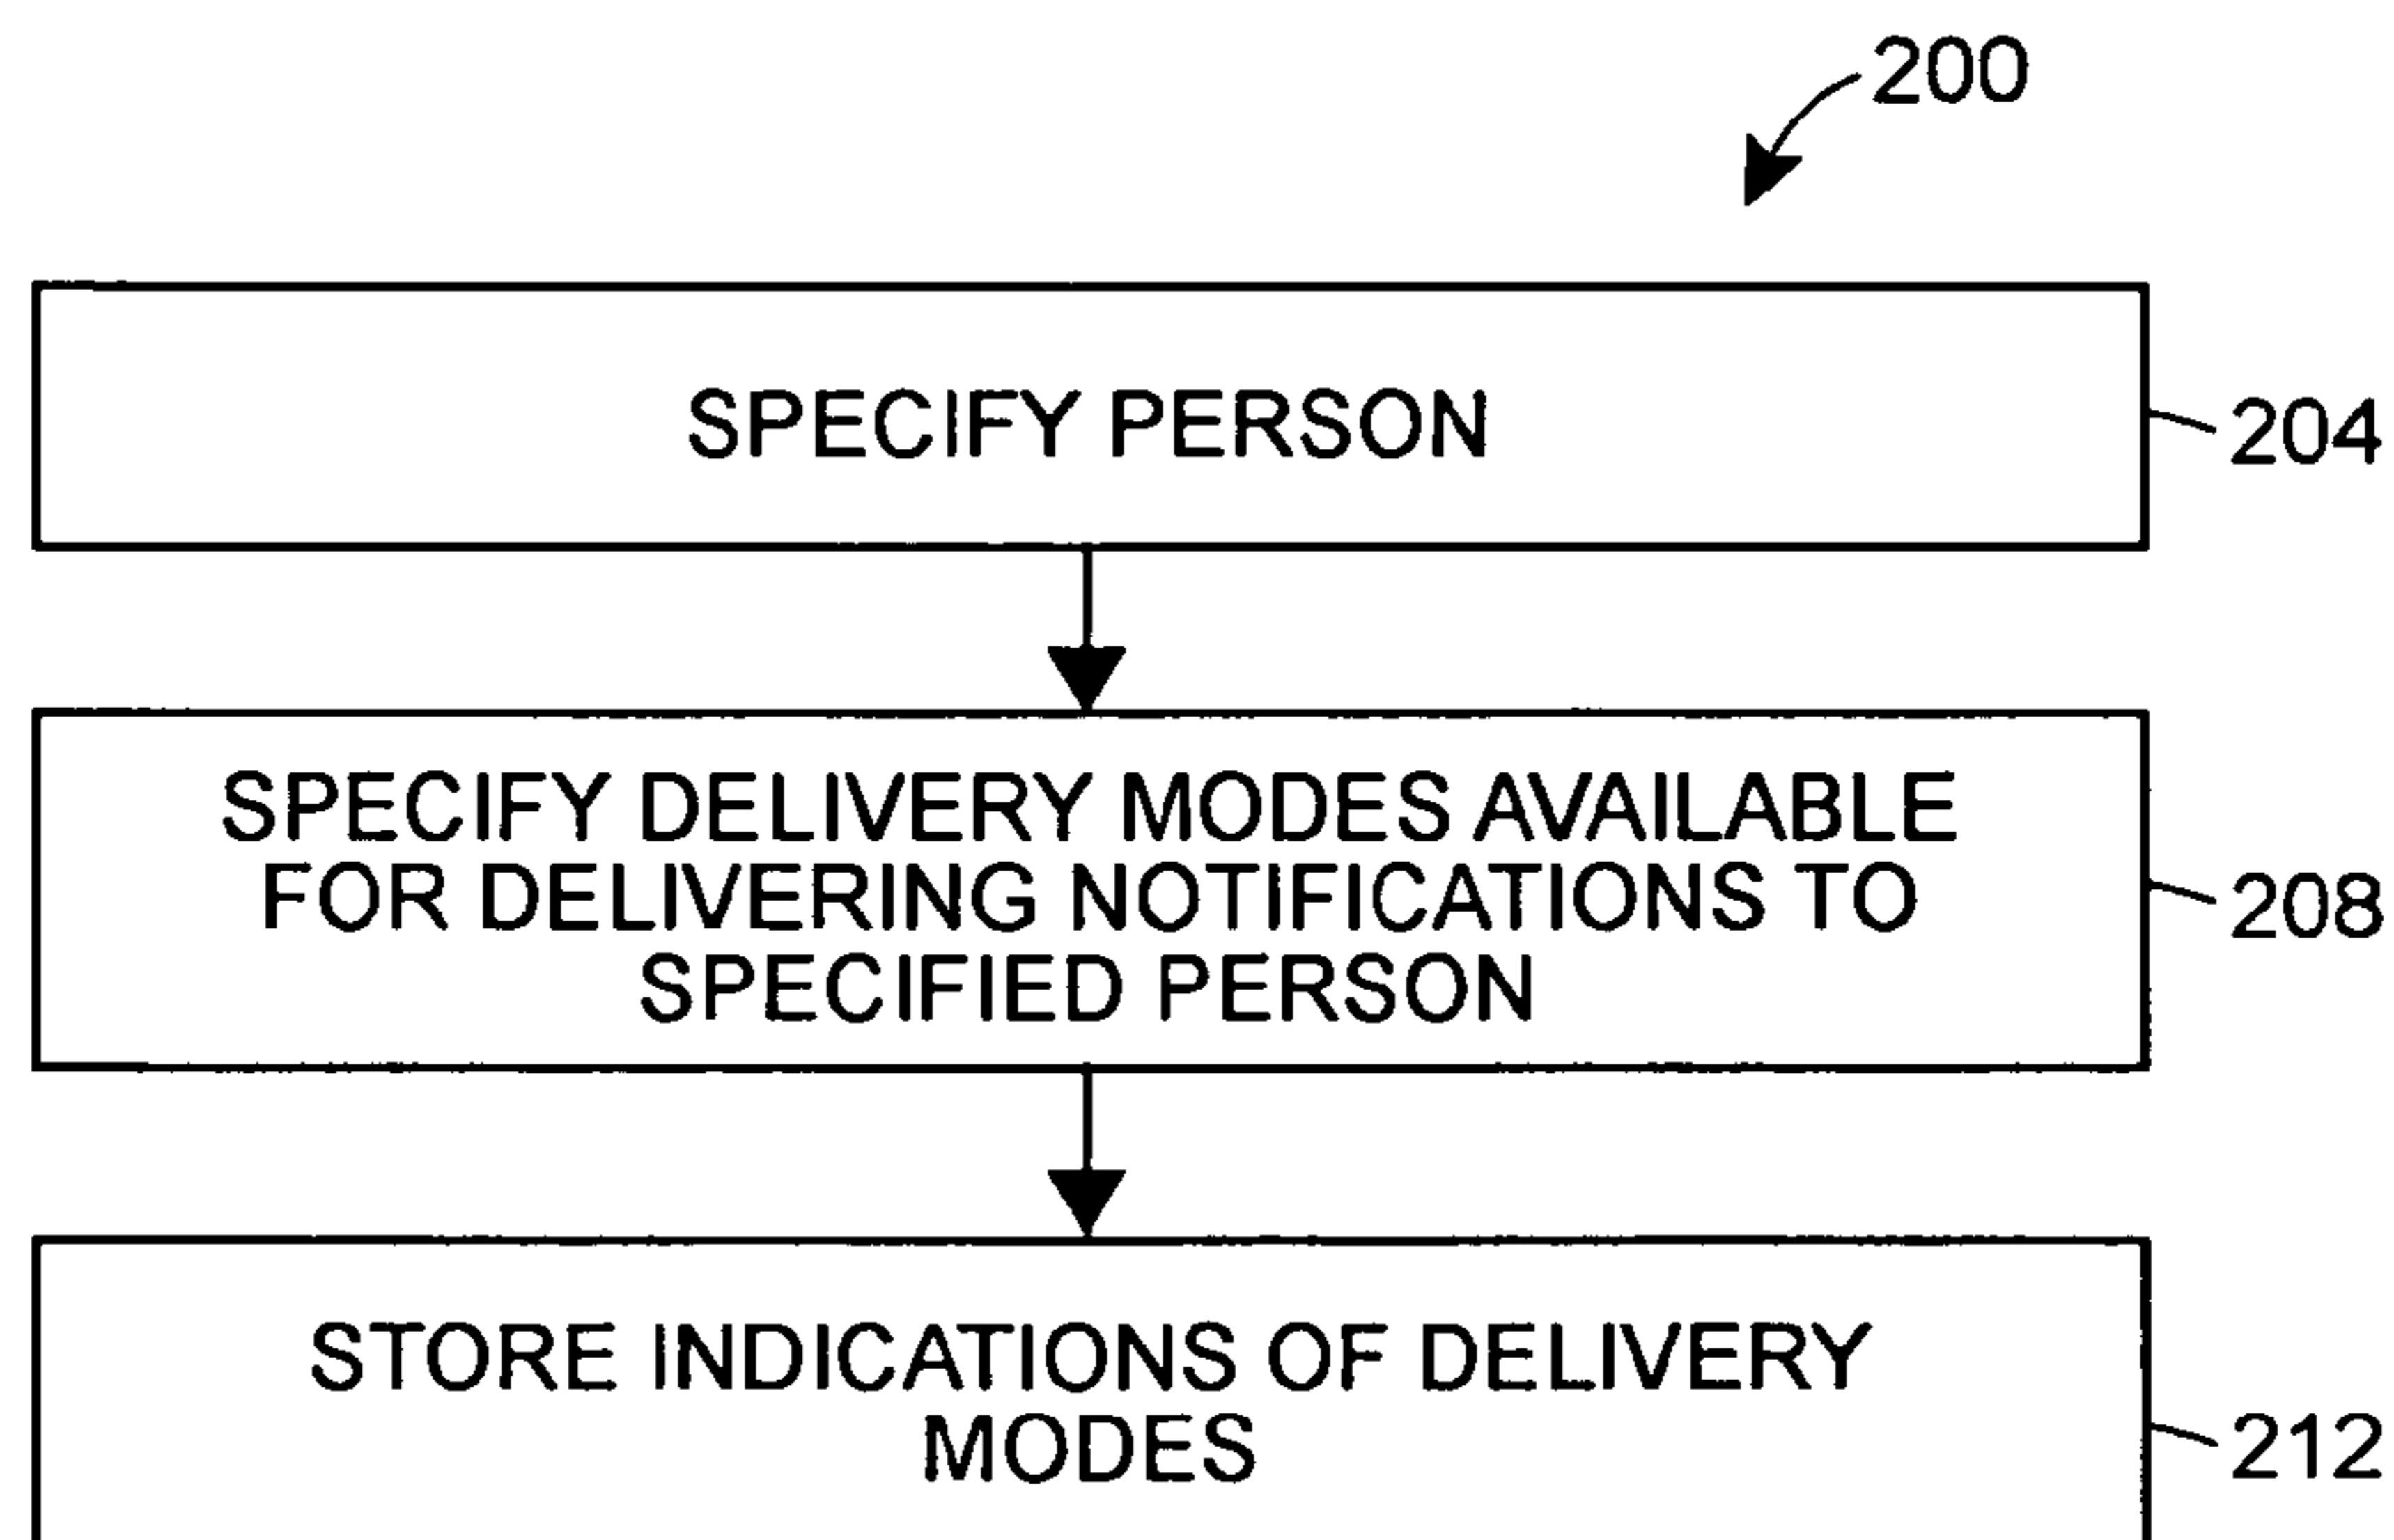 200
SPECIFY PERSON
204
SPECIFY DELIVERY MODES AVAILABLE
FOR DELIVERING NOTIFICATIONS TO
SPECIFIED PERSON
208
STORE INDICATIONS OF DELIVERY
MODES
212